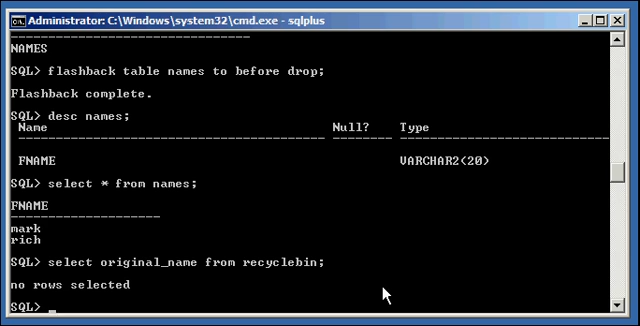 Administrator: C:\Windows\system32\cmd.exe - sqlplus
--------------------------------
NAMES
SQL> flashback table names to before drop;
Flashback complete.
SQL> desc names;
Name Null? Type
----------------------------------------- -------- ----------------------------
FNAME VARCHAR2(20)
SQL> select * from names;
FNAME
--------------------
mark
rich
SQL> select original_name from recyclebin;
no rows selected
SQL> _